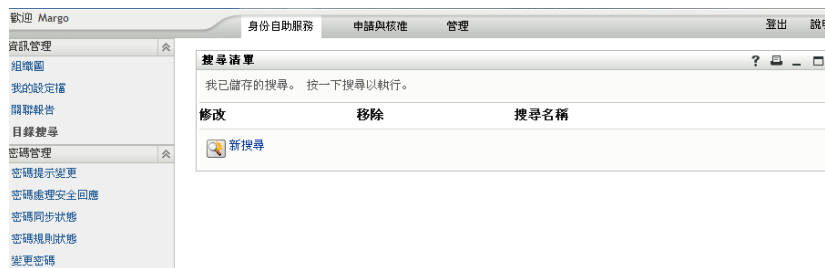 歡迎 Margo
身份自助服務 申請與核准 管理 登出
資訊管理
組織圖
我的設定檔
關聯報告
目錄搜尋
密碼管理
密碼提示變更
密碼處理安全回應
密碼同步狀態
密碼規則狀態
變更密碼
搜尋清單
我已儲存的搜尋。 按一下搜尋以執行。
修改 移除 搜尋名稱
新搜尋